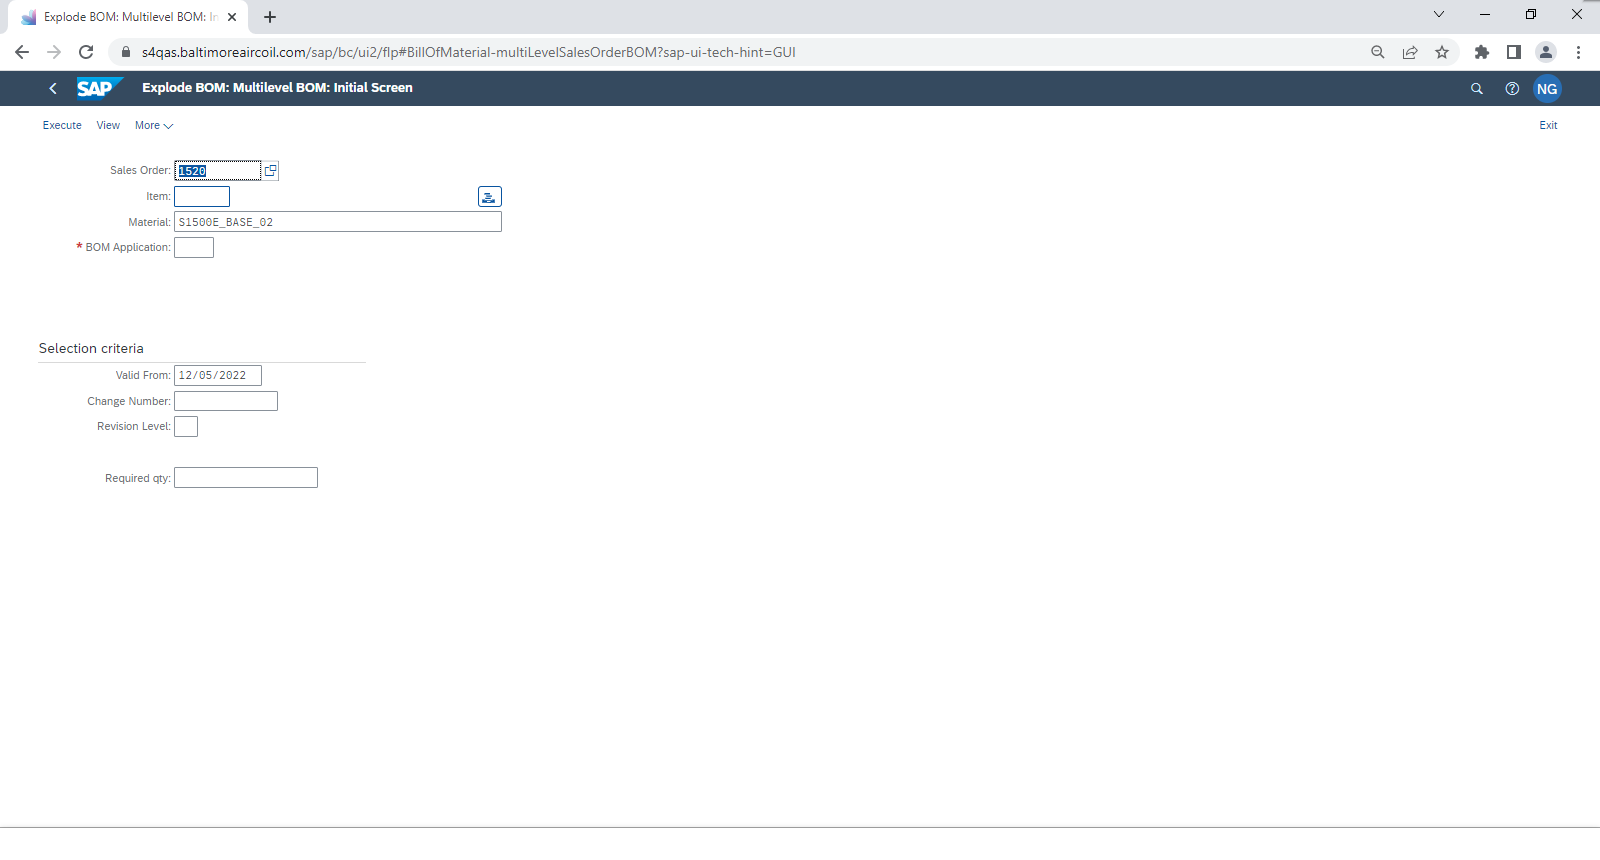 Explode BOM: Multilevel BOM: In
s4qas.baltimoreaircoil.com/sap/bc/ui2/flp#BillOfMaterial-multiLevelSalesOrderBOM?sap-ui-tech-hint=GUI
SAP Explode BOM: Multilevel BOM: Initial Screen NG
Execute View More Exit
Sales Order: 1520
Item:
Material: S1500E_BASE_02
* BOM Application:
Selection criteria
Valid From: 12/05/2022
Change Number:
Revision Level:
Required qty: